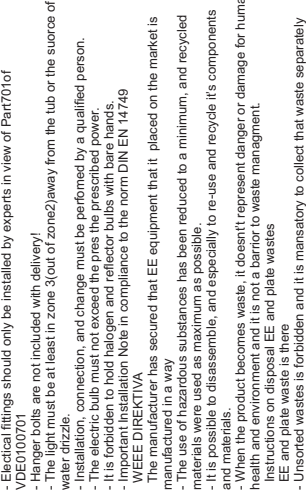 - Electical fittings should only be installed by experts in view of Part701of
VDE0100701
- Hanger bolts are not included with delivery!
- The light must be at least in zone 3(out of zone2)away from the tub or the suorce of
water drizzle.
- Installation, connection, and change must be perfomed by a qualified person.
- The electric bulb must not exceed the pres the prescribed power.
- It is forbidden to hold halogen and reflector bulbs with bare hands.
- Important Installation Note in compliance to the norm DIN EN 14749
WEEE DIREKTIVA
- The manufacturer has secured that EE equipment that it placed on the market is
manufactured in a way
- The use of hazardous substances has been reduced to a minimum, and recycled
materials were used as maximum as possible.
- It is possible to disassemble, and especially to re-use and recycle it's components
and materials.
- When the product becomes waste, it doesn't represent danger or damage for huma
health and environment and it is not a barrier to waste managment.
Instructions on disposal EE and plate wastes
EE and plate waste is there
- Unsorted wastes is forbidden and it is mansatory to collect that waste separately